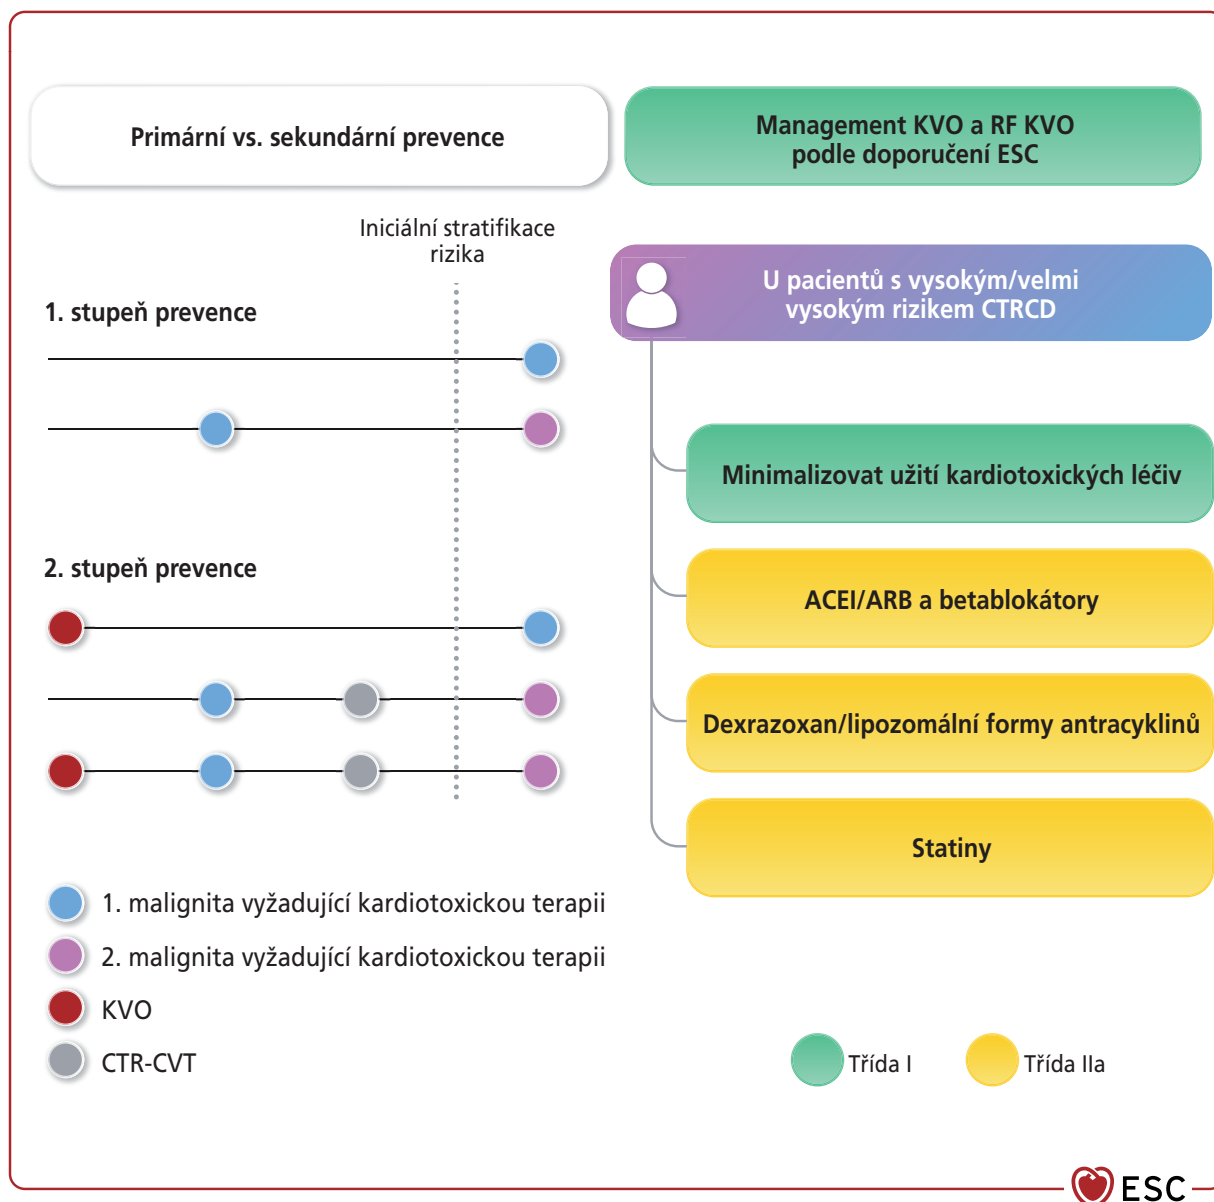 Primární vs. sekundární prevence
Management KVO a RF KVO
podle doporučení ESC
Iniciální stratifikace
rizika
1. stupeň prevence
2. stupeň prevence
U pacientů s vysokým/velmi
vysokým rizikem CTRCD
Minimalizovat užití kardiotoxických léčiv
ACEI/ARB a betablokátory
Dexrazoxan/lipozomální formy antracyklinů
Statiny
1. malignita vyžadující kardiotoxickou terapii
2. malignita vyžadující kardiotoxickou terapii
KVO
CTR-CVT
Třída I
Třída IIa
ESC